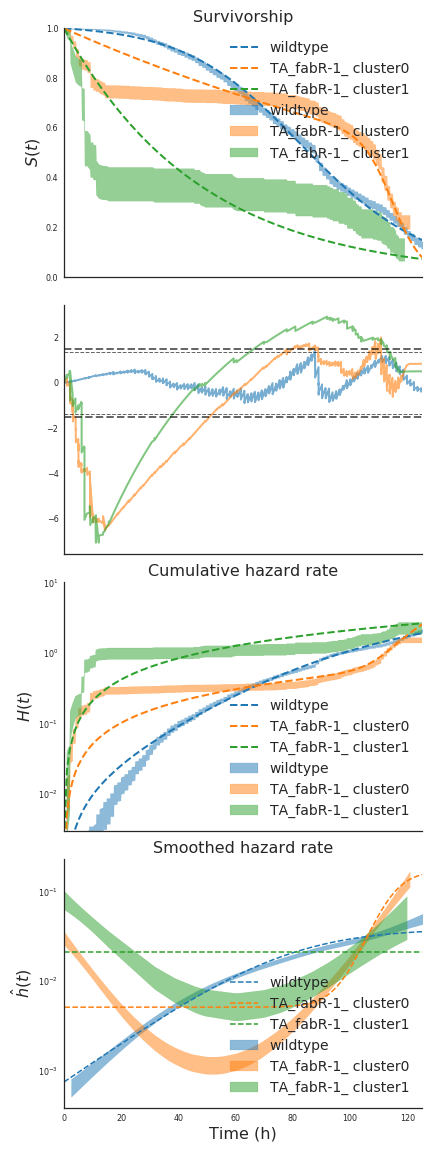 Survivorship
1.0
0.8
0.6
0.4
0.2
0.0
S(t)
wildtype
TA_fabR-1_ cluster0
TA_fabR-1_ cluster1
wildtype
TA_fabR-1_ cluster0
TA_fabR-1_ cluster1
2
0
−2
−4
−6
Cumulative hazard rate
10¹
10⁰
10⁻¹
10⁻²
H(t)
wildtype
TA_fabR-1_ cluster0
TA_fabR-1_ cluster1
wildtype
TA_fabR-1_ cluster0
TA_fabR-1_ cluster1
Smoothed hazard rate
10⁻¹
10⁻²
10⁻³
ĥ(t)
wildtype
TA_fabR-1_ cluster0
TA_fabR-1_ cluster1
wildtype
TA_fabR-1_ cluster0
TA_fabR-1_ cluster1
0 20 40 60 80 100 120
Time (h)